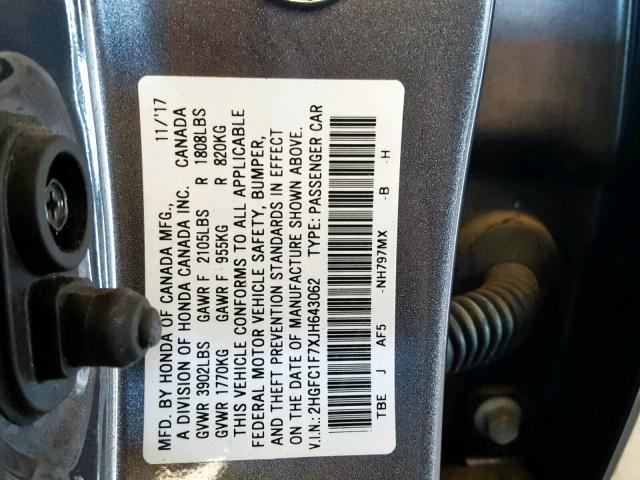 MFD. BY HONDA OF CANADA MFG., 11/17
A DIVISION OF HONDA CANADA INC. CANADA
GVWR 3902LBS GAWR F 2105LBS R 1808LBS
GVWR 1770KG GAWR F 955KG R 820KG
THIS VEHICLE CONFORMS TO ALL APPLICABLE
FEDERAL MOTOR VEHICLE SAFETY, BUMPER,
AND THEFT PREVENTION STANDARDS IN EFFECT
ON THE DATE OF MANUFACTURE SHOWN ABOVE.
V.I.N.: 2HGFC1F7XJH643062 TYPE: PASSENGER CAR
TBE J AF5 -NH797MX -B -H